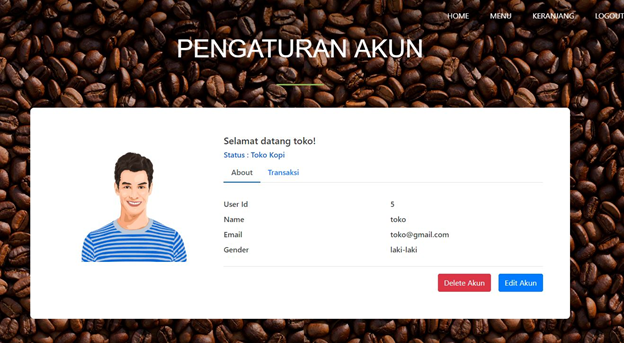 HOME MENU KERANJANG LOGOUT
PENGATURAN AKUN
Selamat datang toko!
Status : Toko Kopi
About Transaksi
User Id 5
Name toko
Email toko@gmail.com
Gender laki-laki
Delete Akun Edit Akun